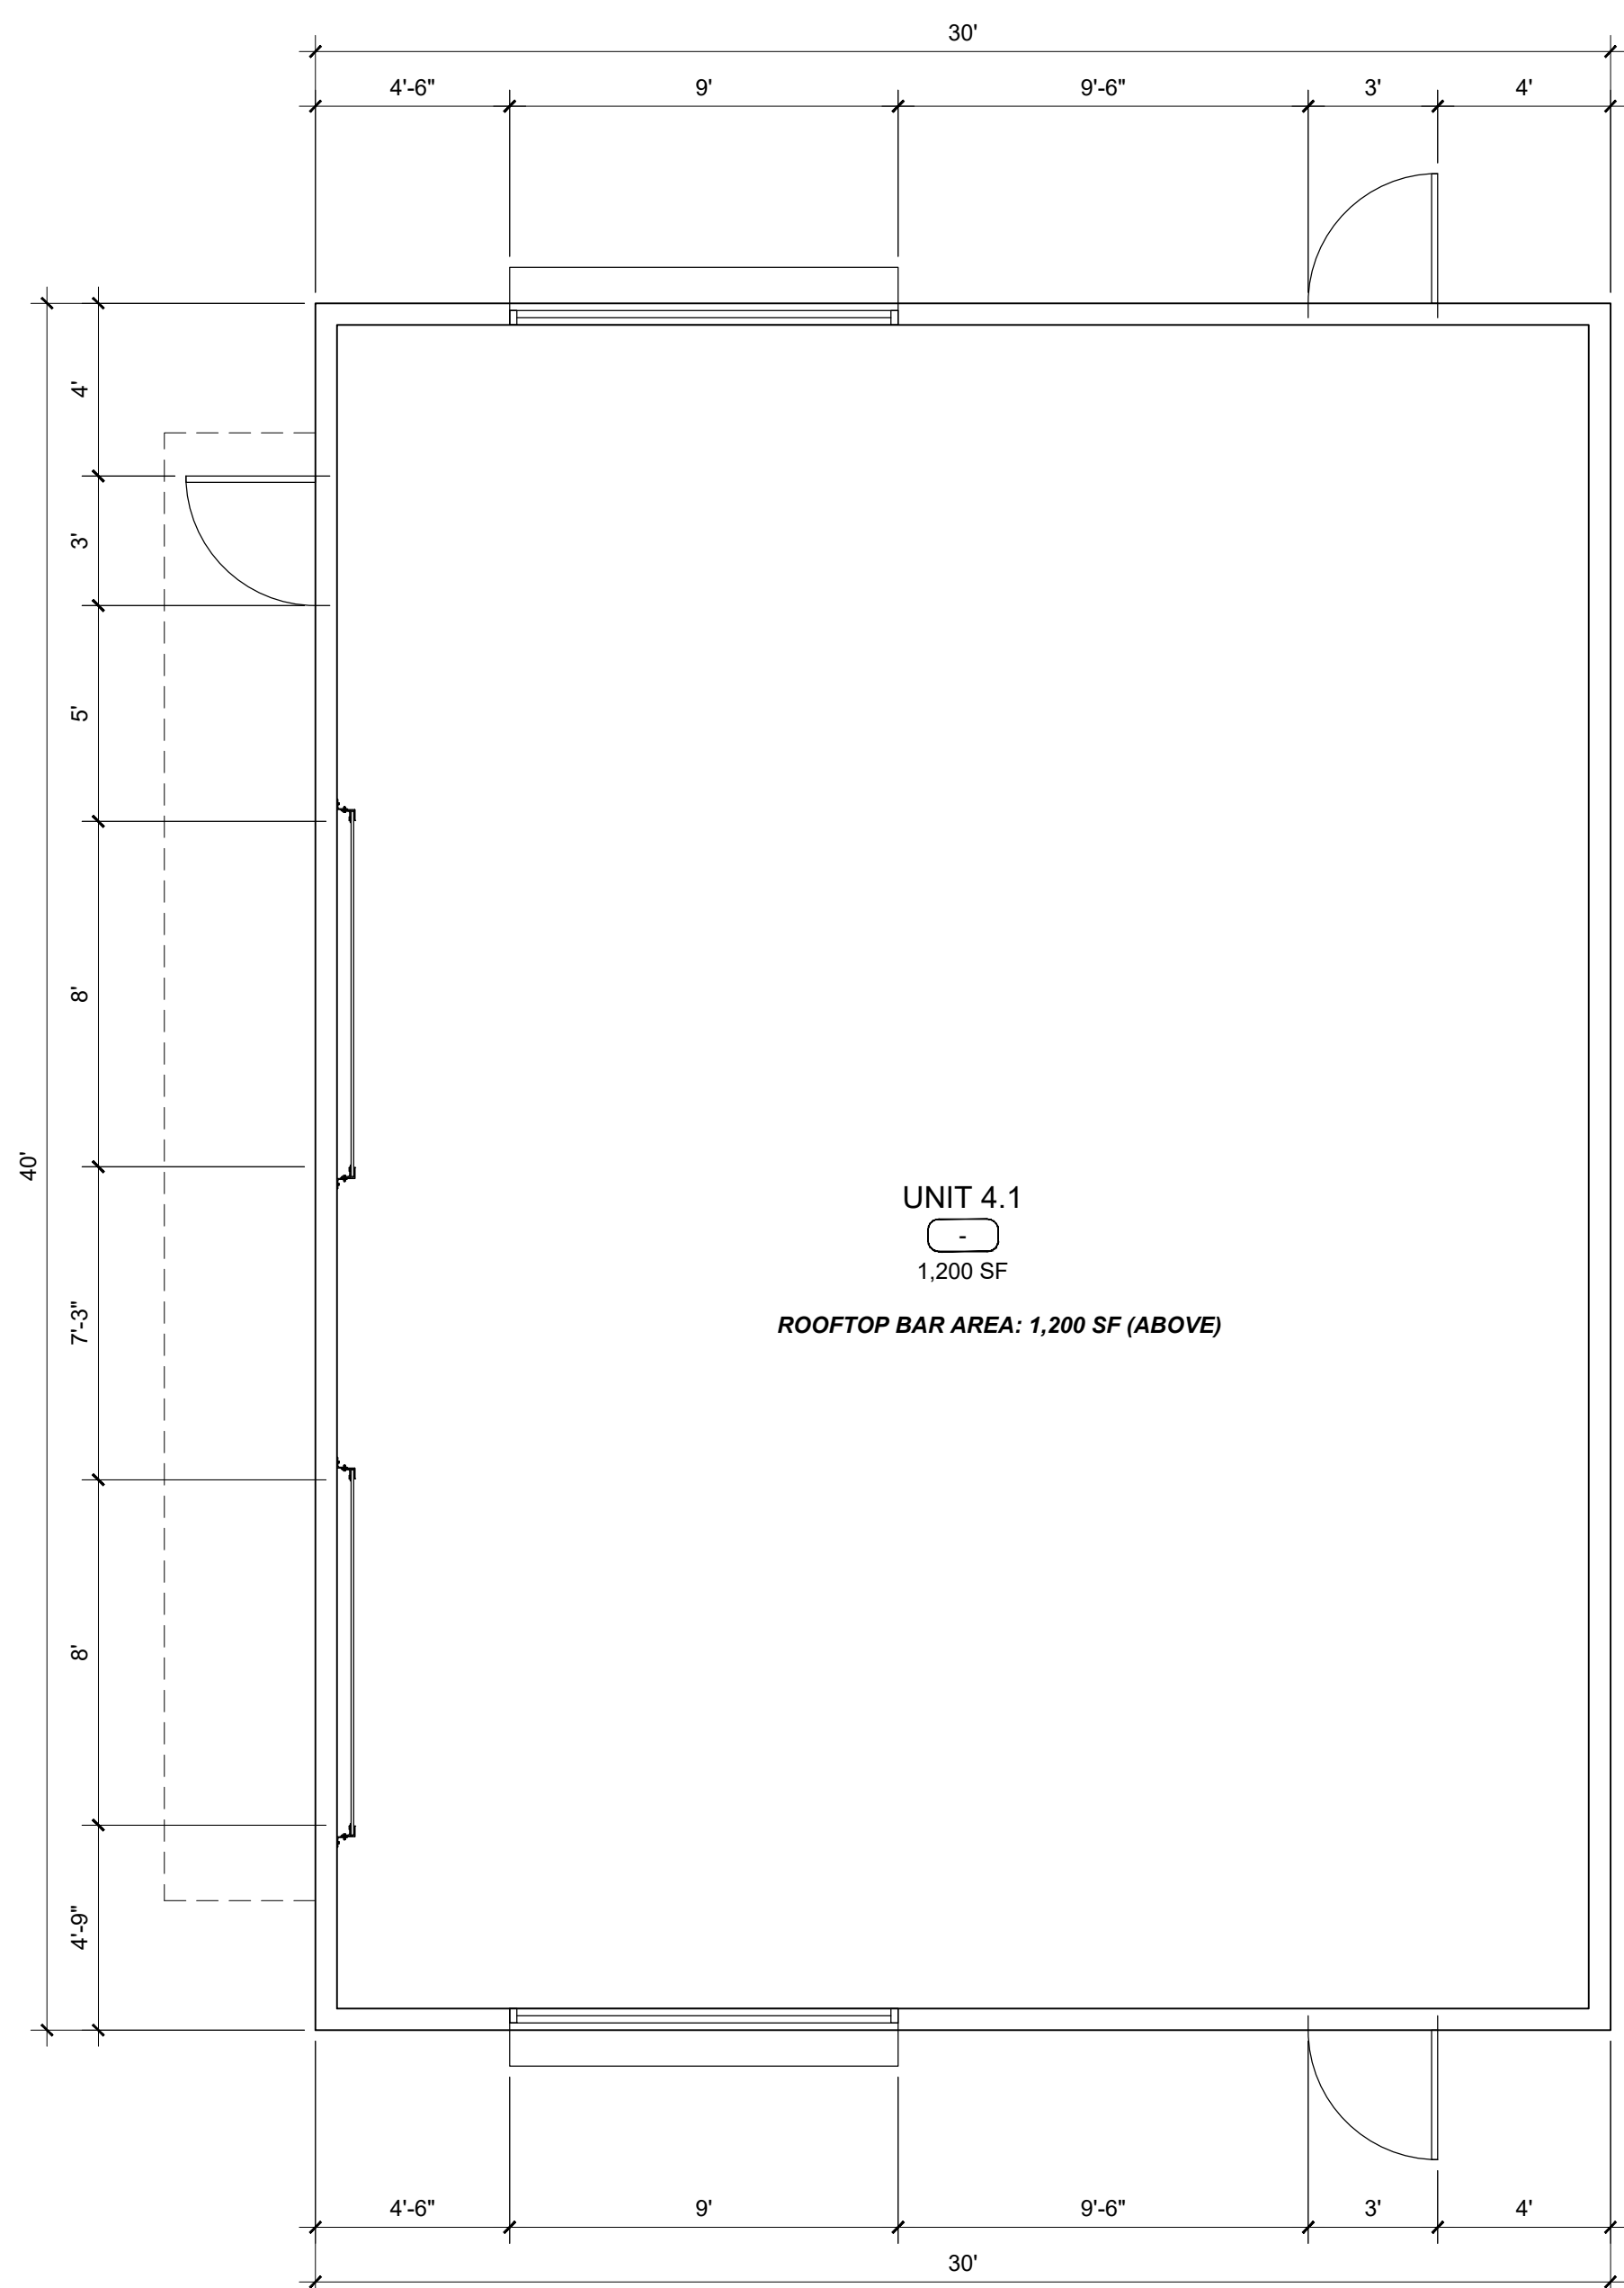 30'
4'-6" 9' 9'-6" 3' 4'
4'
3'
5'
8'
40'
7'-3"
8'
4'-9"
UNIT 4.1
-
1,200 SF
ROOFTOP BAR AREA: 1,200 SF (ABOVE)
4'-6" 9' 9'-6" 3' 4'
30'